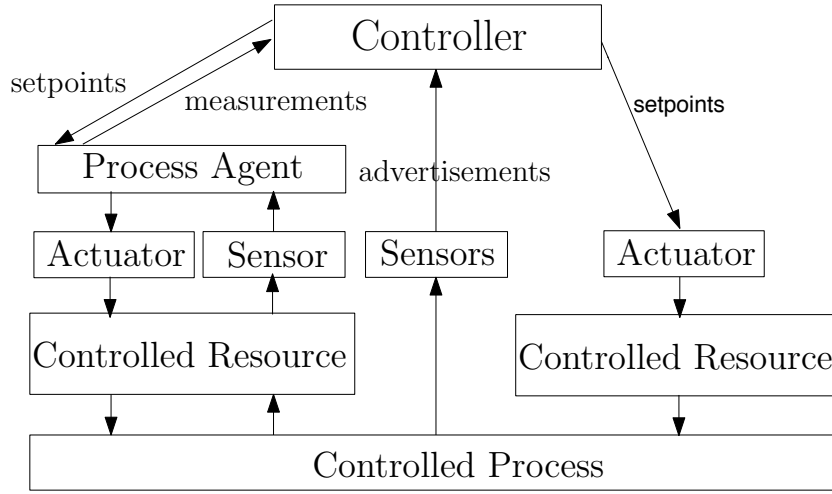 Controller
setpoints
measurements
setpoints
Process Agent
advertisements
Actuator
Sensor
Sensors
Actuator
Controlled Resource
Controlled Resource
Controlled Process